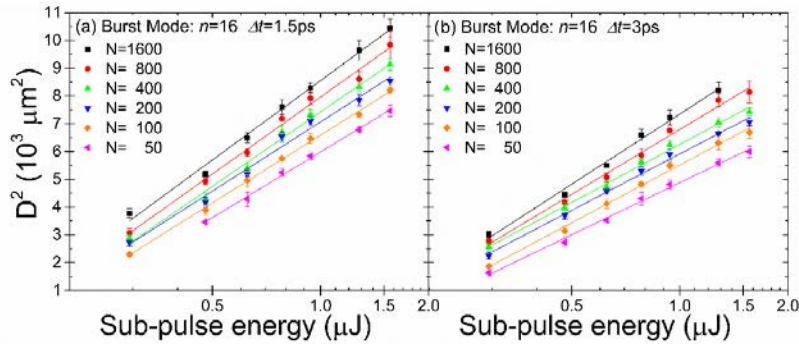 (a) Burst Mode: n=16 Δt=1.5ps
N=1600
N= 800
N= 400
N= 200
N= 100
N= 50
(b) Burst Mode: n=16 Δt=3ps
N=1600
N= 800
N= 400
N= 200
N= 100
N= 50
D² (10³ μm²)
11
10
9
8
7
6
5
4
3
2
1
0.5 1.0 1.5 2.0
0.5 1.0 1.5 2.0
Sub-pulse energy (μJ)
Sub-pulse energy (μJ)